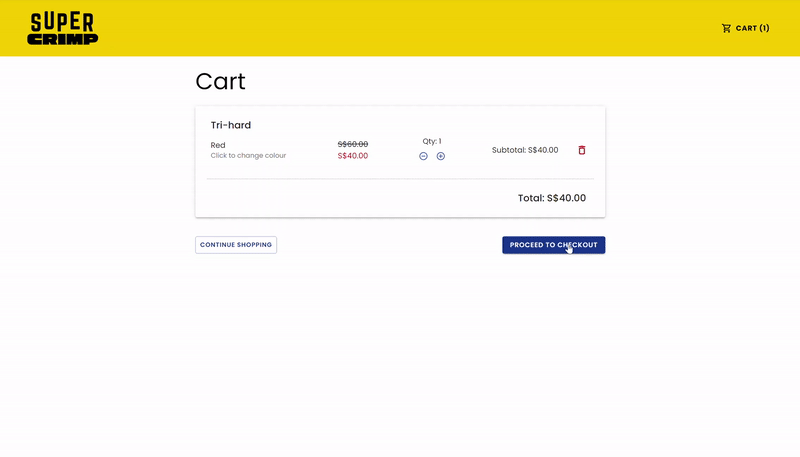 SUPER
CRIMP
CART (1)
Cart
Tri-hard
Red
Click to change colour
S$60.00
S$40.00
Qty: 1
Subtotal: S$40.00
Total: S$40.00
CONTINUE SHOPPING
PROCEED TO CHECKOUT